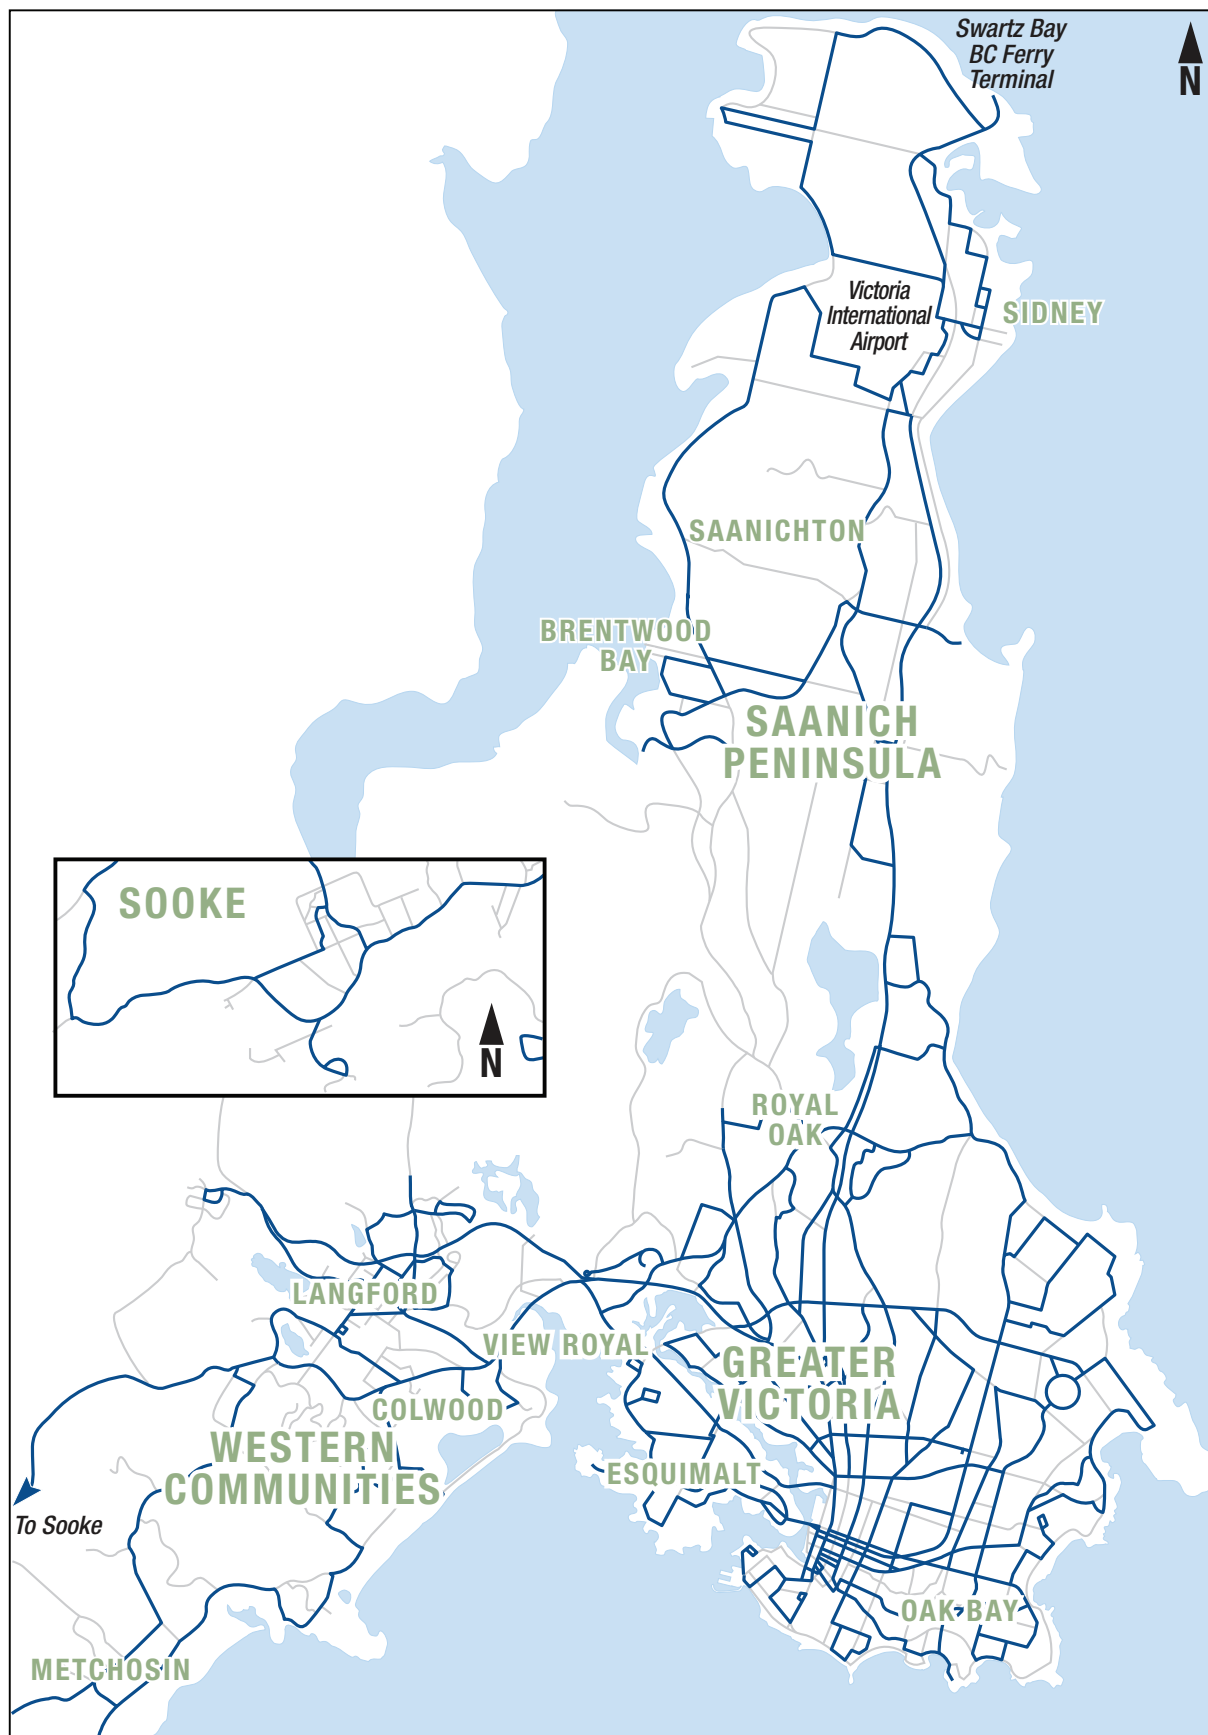 Swartz Bay
BC Ferry
Terminal
N
Victoria
International
Airport
SIDNEY
SAANICHTON
BRENTWOOD
BAY
SAANICH
PENINSULA
SOOKE
N
ROYAL
OAK
LANGFORD
VIEW ROYAL
GREATER
VICTORIA
COLWOOD
WESTERN
COMMUNITIES
ESQUIMALT
To Sooke
OAK BAY
METCHOSIN